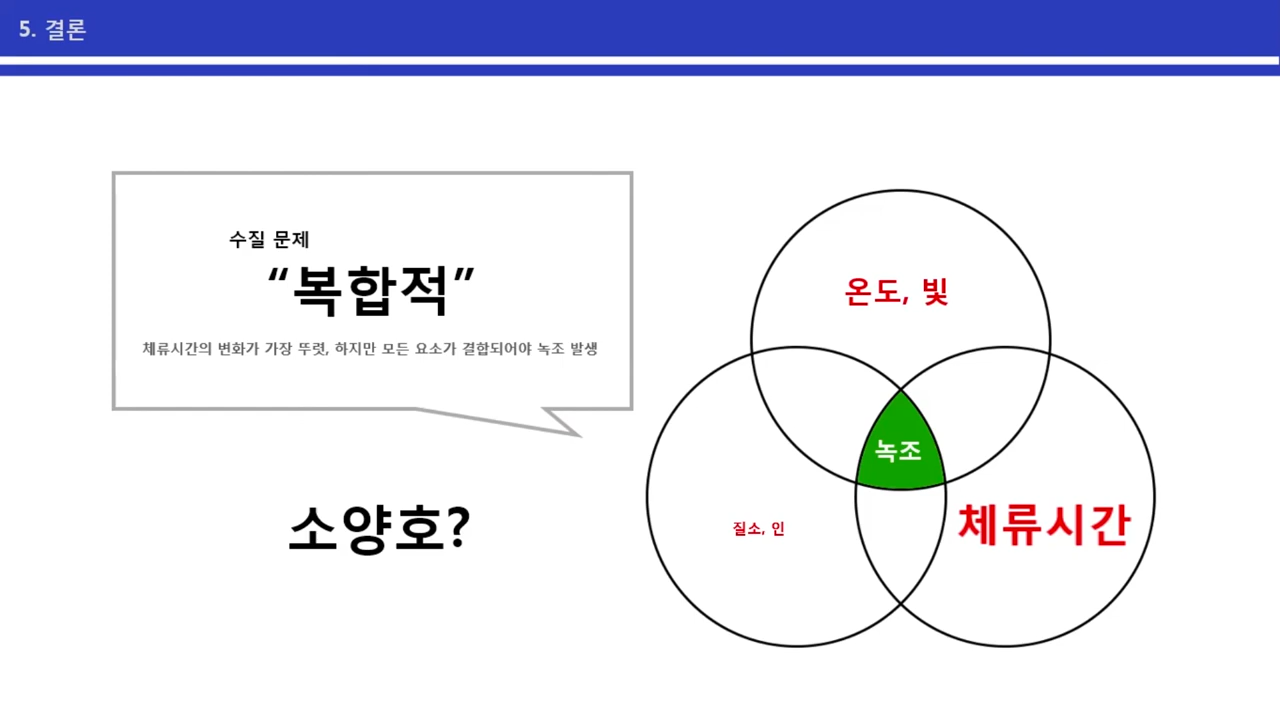 5. 결론
수질 문제
“복합적”
체류시간의 변화가 가장 뚜렷, 하지만 모든 요소가 결합되어야 녹조 발생
소양호?
온도, 빛
녹조
질소, 인
체류시간